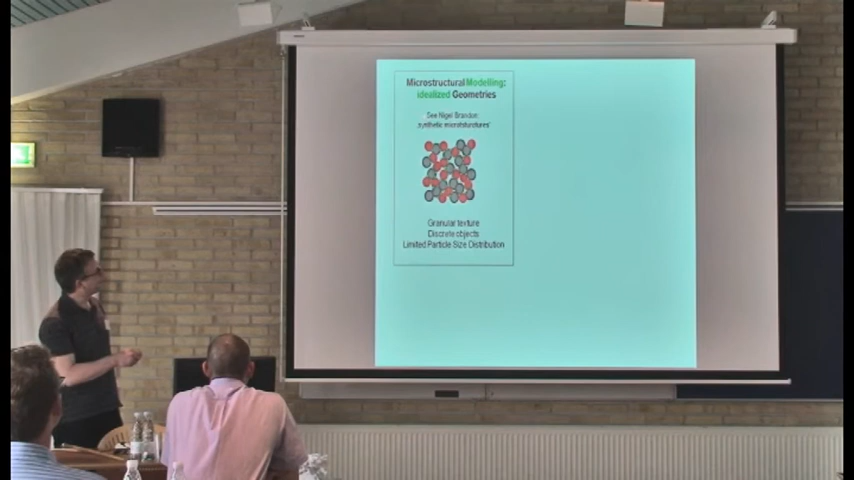 Microstructural Modelling:
idealized Geometries
See Nigel Brandon:
'synthetic microstructures'
Granular texture
Discrete objects
Limited Particle Size Distribution